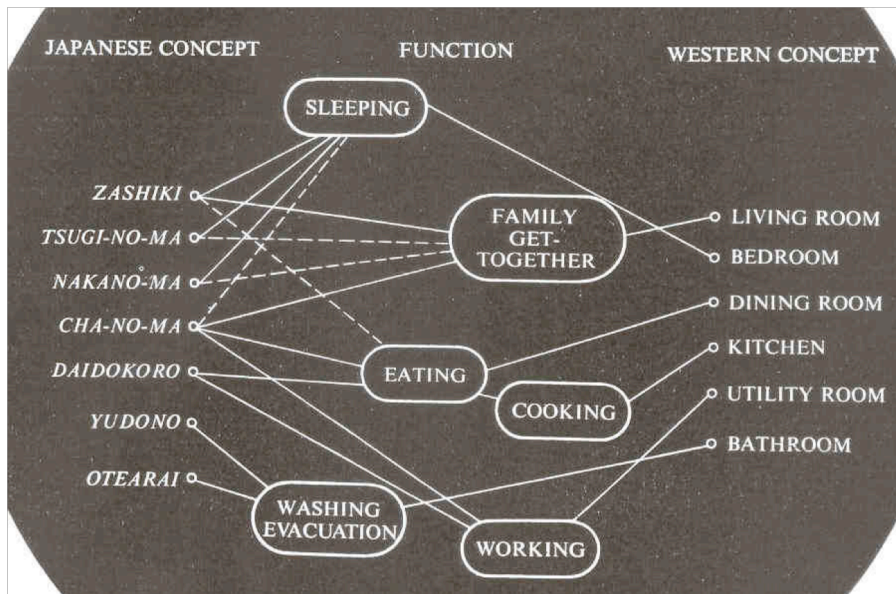 JAPANESE CONCEPT
FUNCTION
WESTERN CONCEPT
SLEEPING
ZASHIKI
TSUGI-NO-MA
NAKANO-MA
CHA-NO-MA
DAIDOKORO
YUDONO
OTEARAI
FAMILY
GET-
TOGETHER
EATING
COOKING
WASHING
EVACUATION
WORKING
LIVING ROOM
BEDROOM
DINING ROOM
KITCHEN
UTILITY ROOM
BATHROOM